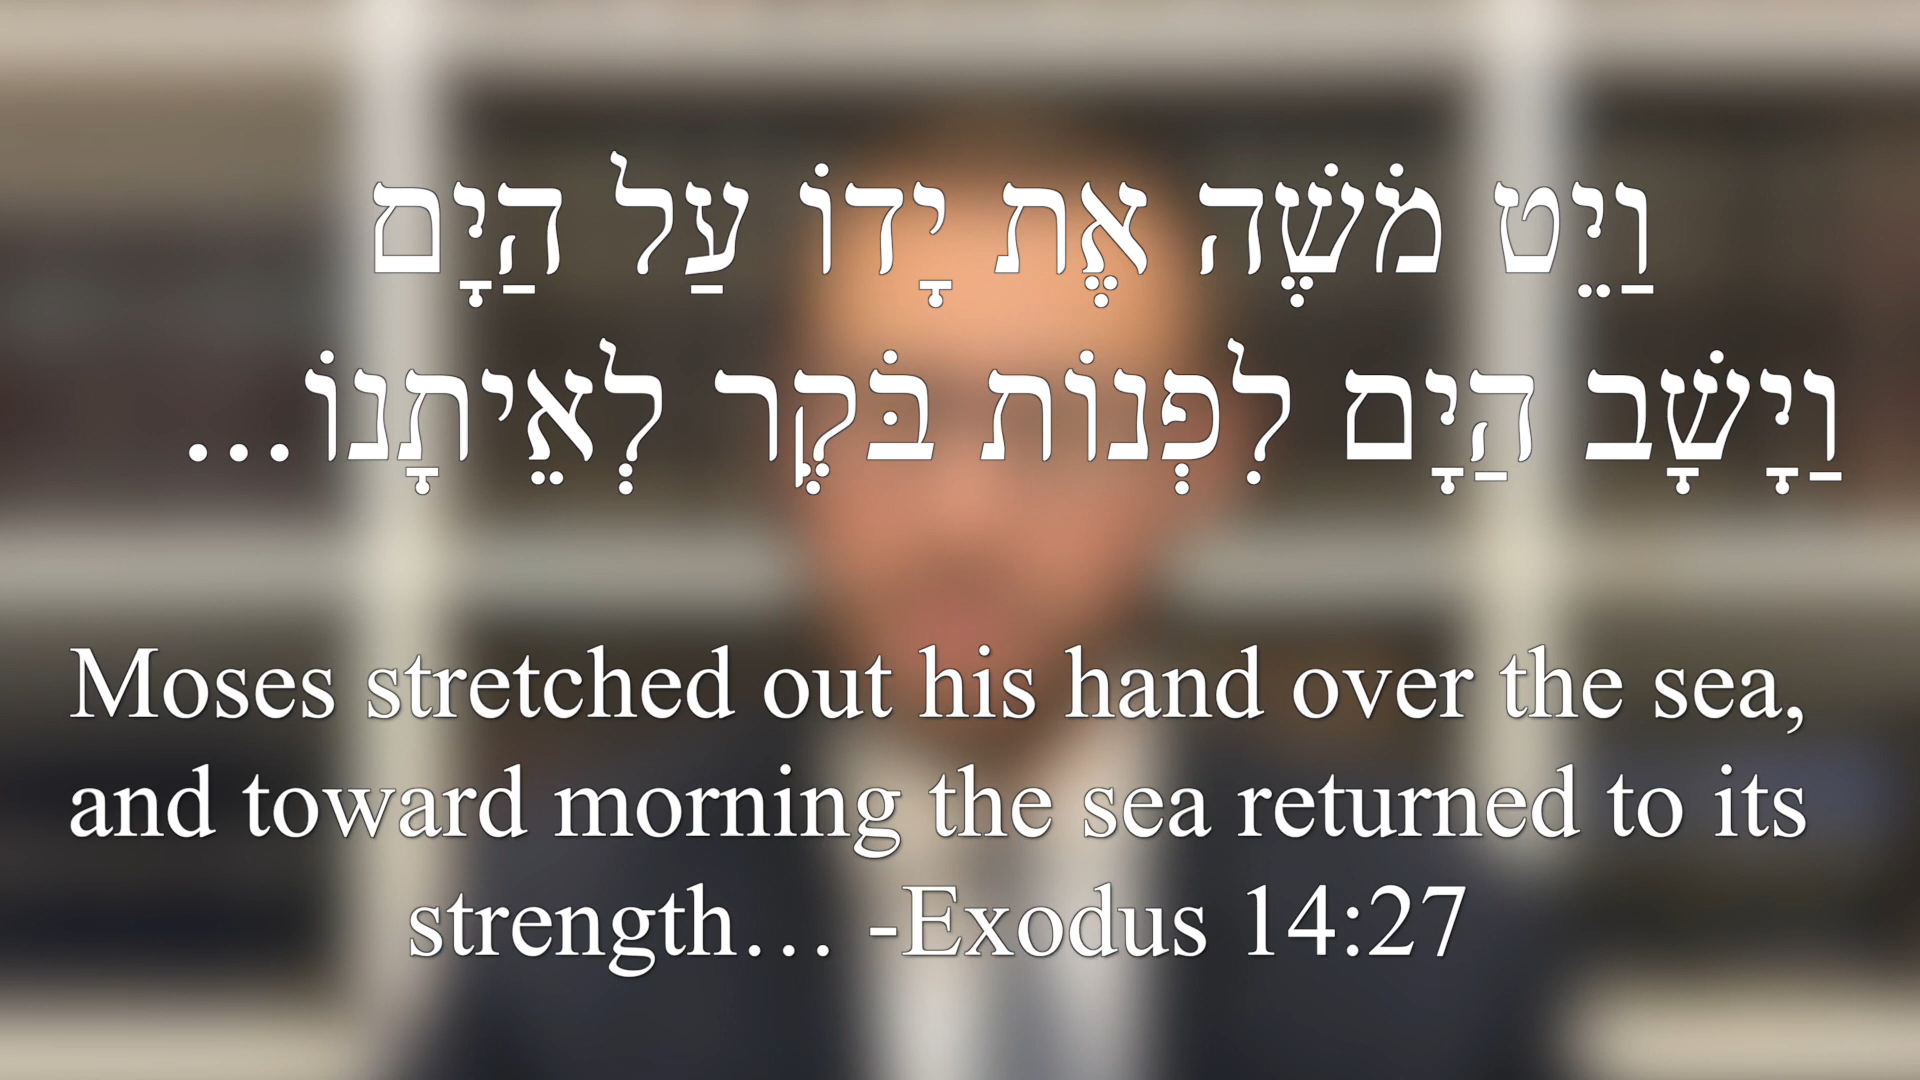 וַיֵּט מֹשֶׁה אֶת יָדוֹ עַל הַיָּם
וַיָּשָׁב הַיָּם לִפְנוֹת בֹּקֶר לְאֵיתָנוֹ...
Moses stretched out his hand over the sea,
and toward morning the sea returned to its
strength… -Exodus 14:27